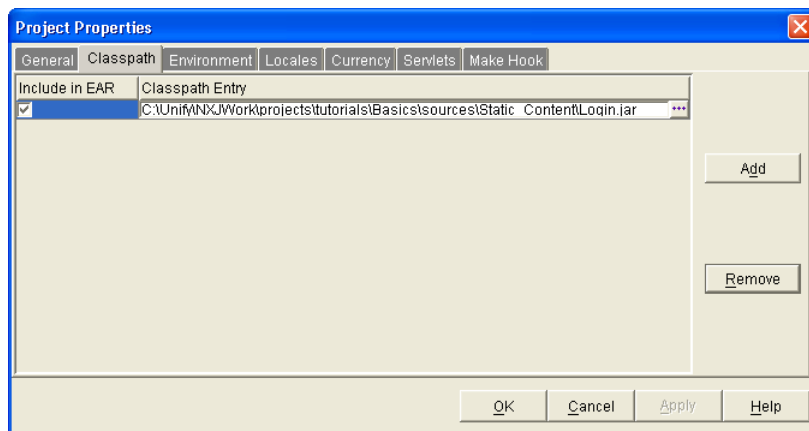 Project Properties
General Classpath Environment Locales Currency Servlets Make Hook
Include in EAR Classpath Entry
C:\Unify\NXJWork\projects\tutorials\Basics\sources\Static_Content\Login.jar ...
Add
Remove
OK Cancel Apply Help